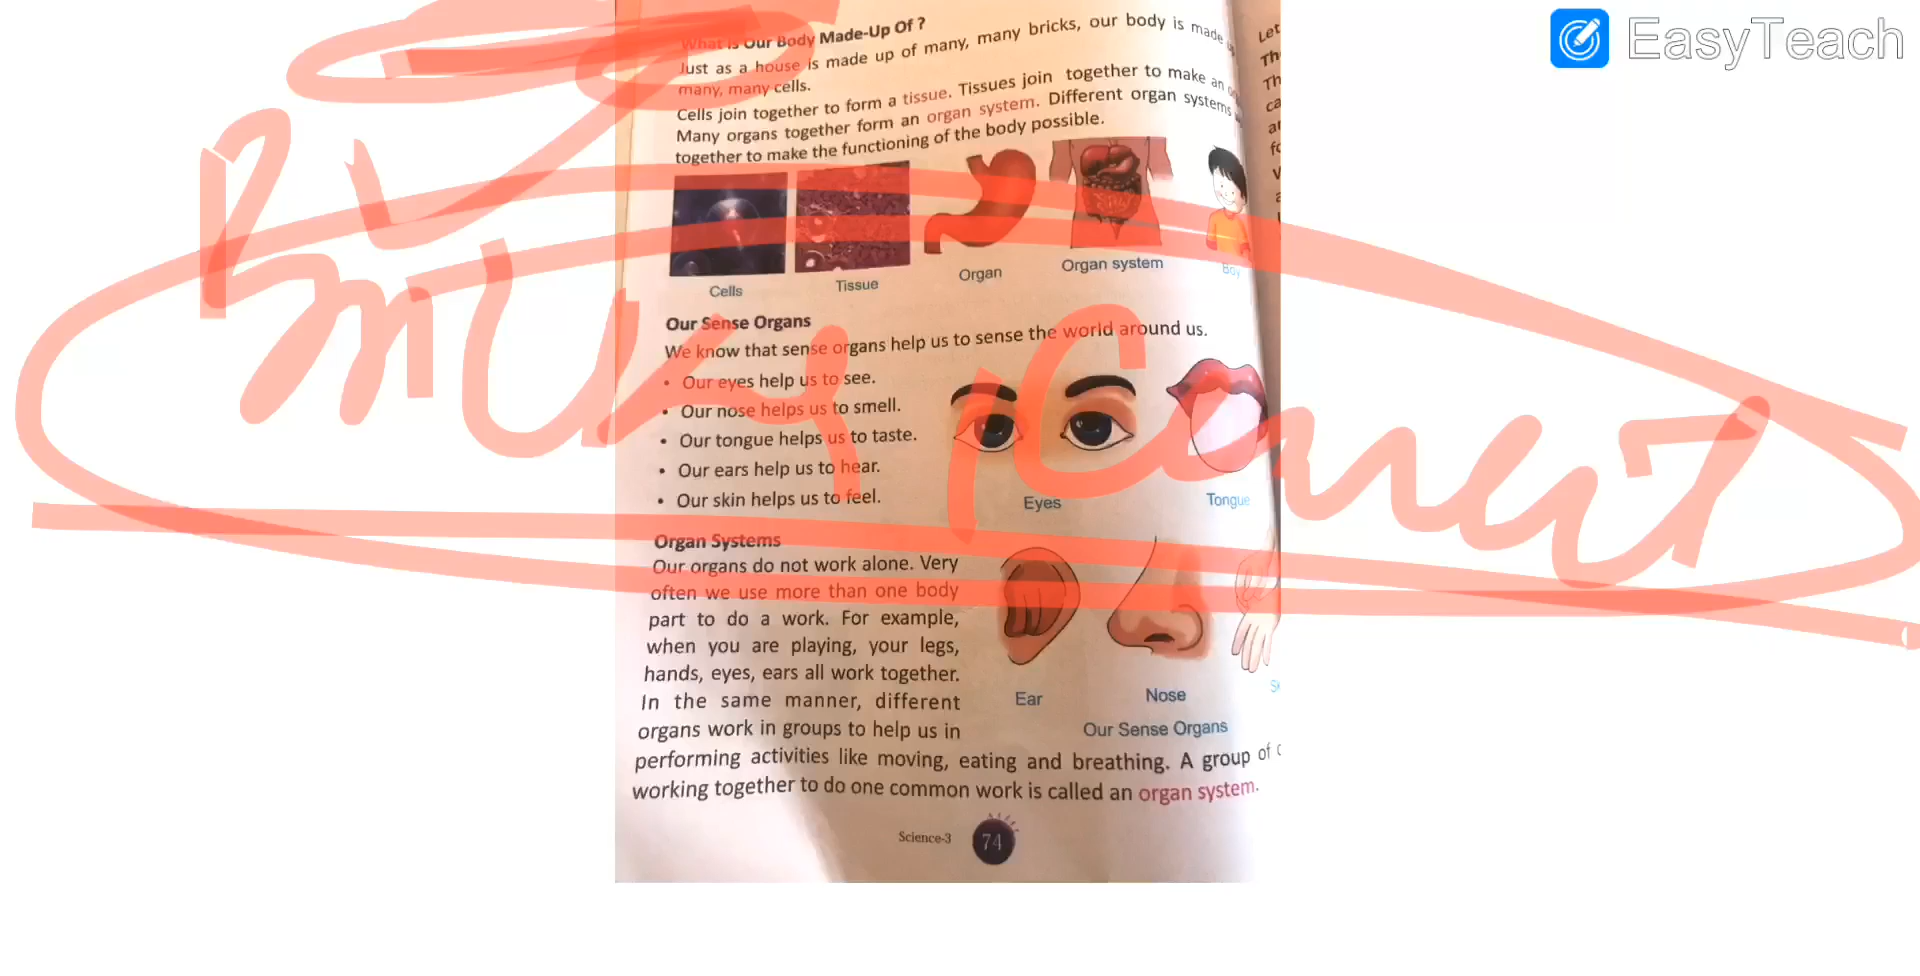 EasyTeach
What is Our Body Made-Up Of ?
Just as a house is made up of many, many bricks, our body is made
many, many cells.
Cells join together to form a tissue. Tissues join together to make an
Many organs together form an organ system. Different organ systems
together to make the functioning of the body possible.
Cells
Tissue
Organ
Organ system
Boy
Our Sense Organs
We know that sense organs help us to sense the world around us.
• Our eyes help us to see.
• Our nose helps us to smell.
• Our tongue helps us to taste.
• Our ears help us to hear.
• Our skin helps us to feel.
Eyes
Tongue
Organ Systems
Our organs do not work alone. Very
often we use more than one body
part to do a work. For example,
when you are playing, your legs,
hands, eyes, ears all work together.
In the same manner, different
organs work in groups to help us in
performing activities like moving, eating and breathing. A group of
working together to do one common work is called an organ system.
Ear
Nose
Our Sense Organs
Science-3
74